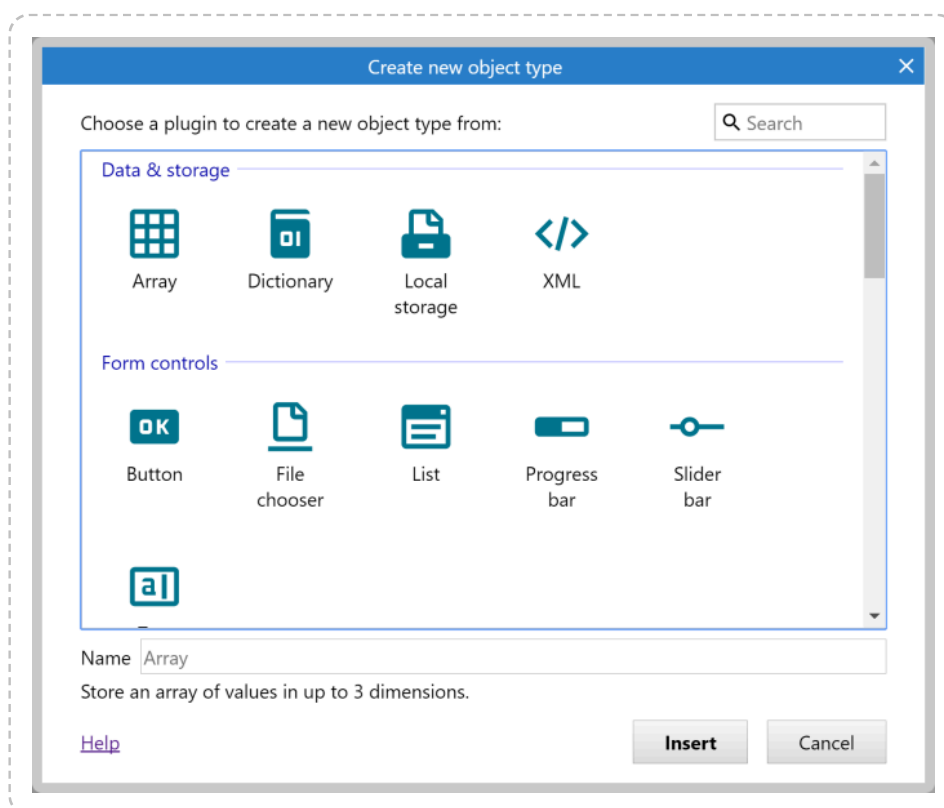 Create new object type
Choose a plugin to create a new object type from:
Search
Data & storage
Array
Dictionary
Local
storage
XML
Form controls
OK
Button
File
chooser
List
Progress
bar
Slider
bar
a
Name
Array
Store an array of values in up to 3 dimensions.
Help
Insert
Cancel